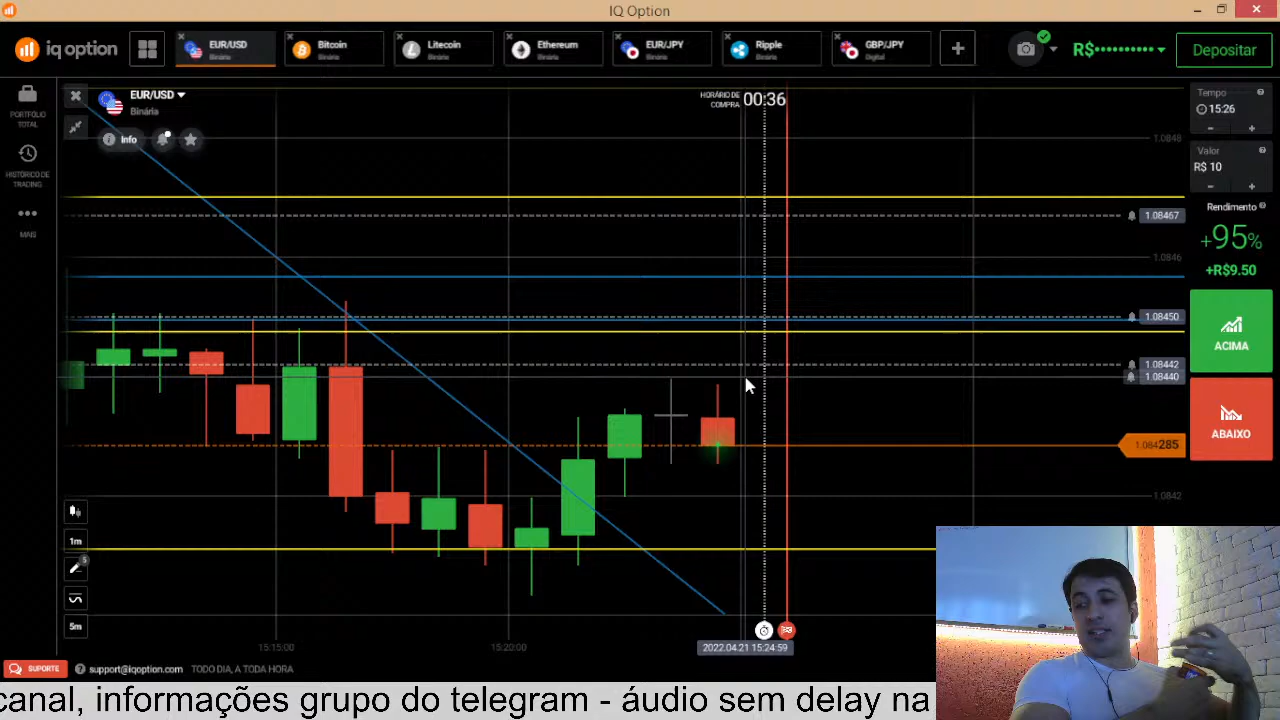 IQ Option
iq option
EUR/USD
Binária
Bitcoin
Binária
Litecoin
Binária
Ethereum
Binária
EUR/JPY
Binária
Ripple
Binária
GBP/JPY
Digital
R$••••••••••
Depositar
PORTFÓLIO
TOTAL
HISTÓRICO DE
TRADING
MAIS
EUR/USD
Binária
info
HORÁRIO DE
COMPRA
00:36
1.0848
1.08467
1.0846
1.08450
1.08442
1.08440
1.084285
1.0842
Tempo
15:26
Valor
R$ 10
Rendimento
+95%
+R$9.50
ACIMA
ABAIXO
1m
5
5m
15:15:00
15:20:00
2022.04.21 15:24:59
SUPORTE
support@iqoption.com
TODO DIA, A TODA HORA
canal, informações grupo do telegram - áudio sem delay na